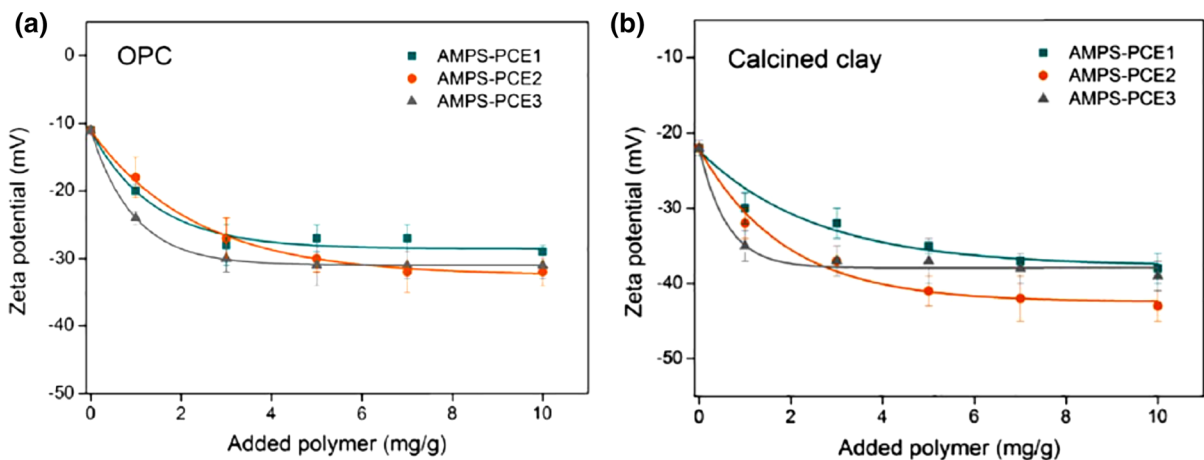 (a)
OPC
AMPS-PCE1
AMPS-PCE2
AMPS-PCE3
0
-10
-20
-30
-40
-50
Zeta potential (mV)
0 2 4 6 8 10
Added polymer (mg/g)
(b)
Calcined clay
AMPS-PCE1
AMPS-PCE2
AMPS-PCE3
-10
-20
-30
-40
-50
Zeta potential (mV)
0 2 4 6 8 10
Added polymer (mg/g)